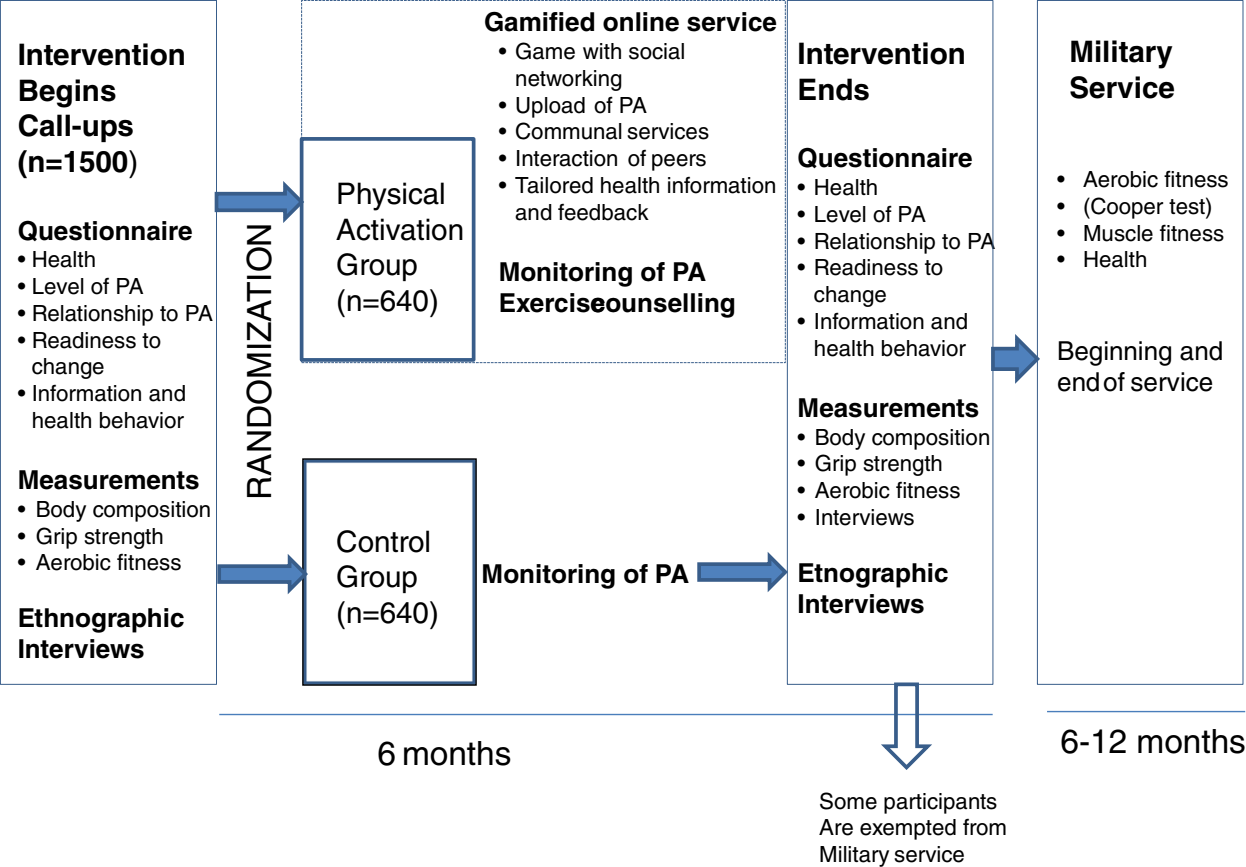 Intervention
Begins
Call-ups
(n=1500)
Questionnaire
• Health
• Level of PA
• Relationship to PA
• Readiness to
change
• Information and
health behavior
Measurements
• Body composition
• Grip strength
• Aerobic fitness
Ethnographic
Interviews
RANDOMIZATION
Physical
Activation
Group
(n=640)
Gamified online service
• Game with social
networking
• Upload of PA
• Communal services
• Interaction of peers
• Tailored health information
and feedback
Monitoring of PA
Exerciseounselling
Control
Group
(n=640)
Monitoring of PA
Intervention
Ends
Questionnaire
• Health
• Level of PA
• Relationship to PA
• Readiness to
change
• Information and
health behavior
Measurements
• Body composition
• Grip strength
• Aerobic fitness
• Interviews
Etnographic
Interviews
Military
Service
• Aerobic fitness
• (Cooper test)
• Muscle fitness
• Health
Beginning and
end of service
6 months
6-12 months
Some participants
Are exempted from
Military service